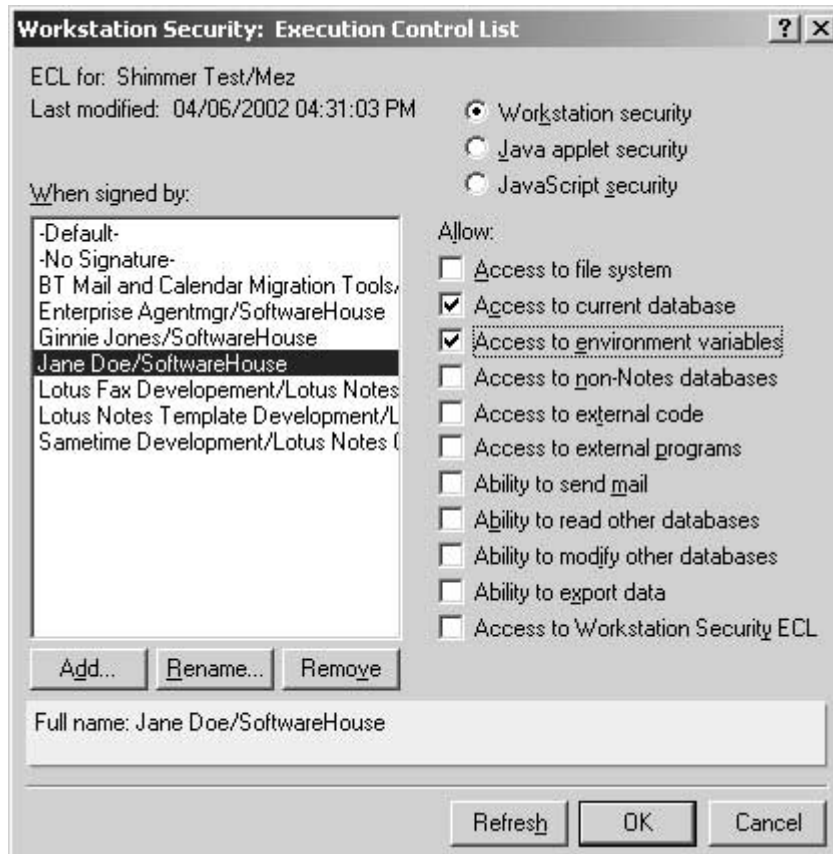 Workstation Security: Execution Control List
ECL for: Shimmer Test/Mez
Last modified: 04/06/2002 04:31:03 PM
Workstation security
Java applet security
JavaScript security
When signed by:
-Default-
-No Signature-
BT Mail and Calendar Migration Tools/
Enterprise Agentmgr/SoftwareHouse
Ginnie Jones/SoftwareHouse
Jane Doe/SoftwareHouse
Lotus Fax Developement/Lotus Notes
Lotus Notes Template Development/L
Sametime Development/Lotus Notes (
Allow:
Access to file system
Access to current database
Access to environment variables
Access to non-Notes databases
Access to external code
Access to external programs
Ability to send mail
Ability to read other databases
Ability to modify other databases
Ability to export data
Access to Workstation Security ECL
Add... Rename... Remove
Full name: Jane Doe/SoftwareHouse
Refresh OK Cancel